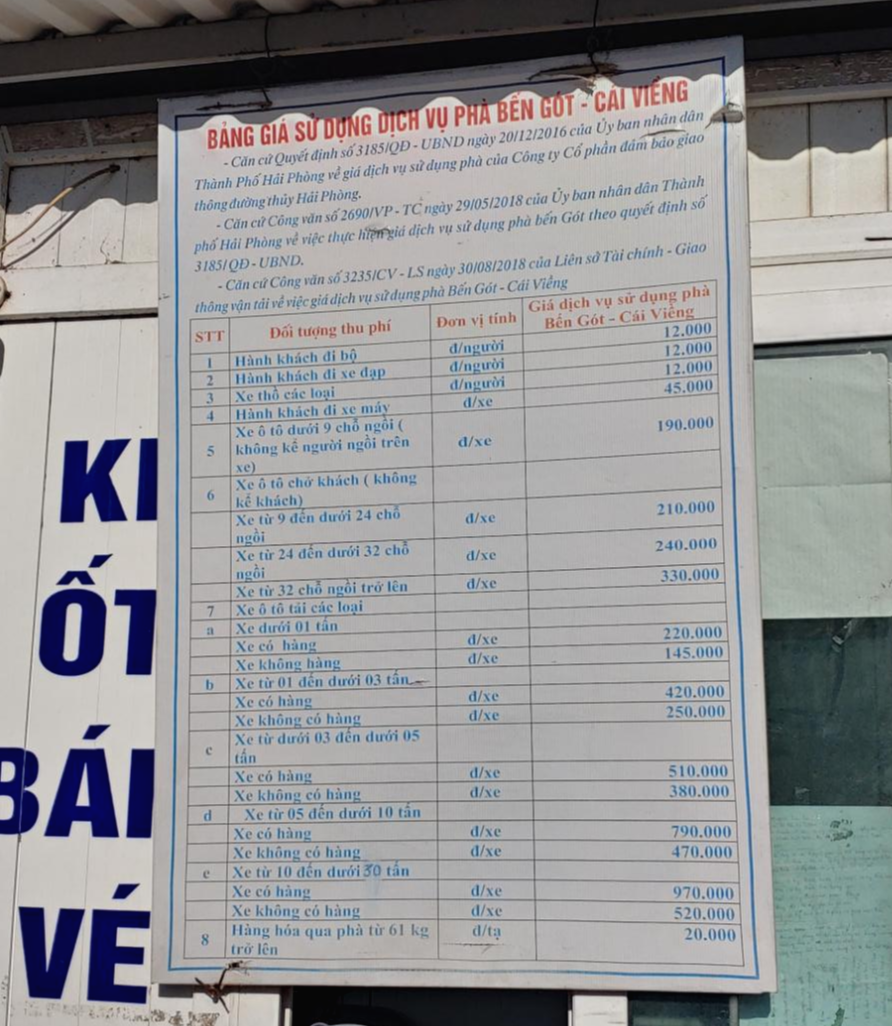 BẢNG GIÁ SỬ DỤNG DỊCH VỤ PHÀ BẾN GÓT - CÁI VIỀNG
- Căn cứ Quyết định số 3185/QĐ - UBND ngày 20/12/2016 của Ủy ban nhân dân
Thành Phố Hải Phòng về giá dịch vụ sử dụng phà của Công ty Cổ phần đảm bảo giao
thông đường thủy Hải Phòng.
- Căn cứ Công văn số 2690/VP - TC ngày 29/05/2018 của Ủy ban nhân dân Thành
phố Hải Phòng về việc thực hiện giá dịch vụ sử dụng phà bến Gót theo quyết định số
3185/ QĐ - UBND.
- Căn cứ Công văn số 3235/CV - LS ngày 30/08/2018 của Liên sở Tài chính - Giao
thông vận tải về việc giá dịch vụ sử dụng phà Bến Gót - Cái Viềng
STT Đối tượng thu phí Đơn vị tính Giá dịch vụ sử dụng phà
Bến Gót - Cái Viềng
1 Hành khách đi bộ đ/người 12.000
2 Hành khách đi xe đạp đ/người 12.000
3 Xe thồ các loại đ/người 12.000
4 Hành khách đi xe máy đ/xe 45.000
Xe ô tô dưới 9 chỗ ngồi (
5 không kể người ngồi trên đ/xe 190.000
xe)
6 Xe ô tô chở khách ( không
kể khách)
Xe từ 9 đến dưới 24 chỗ đ/xe 210.000
ngồi
Xe từ 24 đến dưới 32 chỗ đ/xe 240.000
ngồi
Xe từ 32 chỗ ngồi trở lên đ/xe 330.000
7 Xe ô tô tải các loại
a Xe dưới 01 tấn
Xe có hàng đ/xe 220.000
Xe không hàng đ/xe 145.000
b Xe từ 01 đến dưới 03 tấn
Xe có hàng đ/xe 420.000
Xe không có hàng đ/xe 250.000
c Xe từ dưới 03 đến dưới 05
tấn
Xe có hàng đ/xe 510.000
Xe không có hàng đ/xe 380.000
d Xe từ 05 đến dưới 10 tấn
Xe có hàng đ/xe 790.000
Xe không có hàng đ/xe 470.000
e Xe từ 10 đến dưới 30 tấn
Xe có hàng đ/xe 970.000
Xe không có hàng đ/xe 520.000
8 Hàng hóa qua phà từ 61 kg đ/tạ 20.000
trở lên
KI
ỐT
BÁN
VÉ